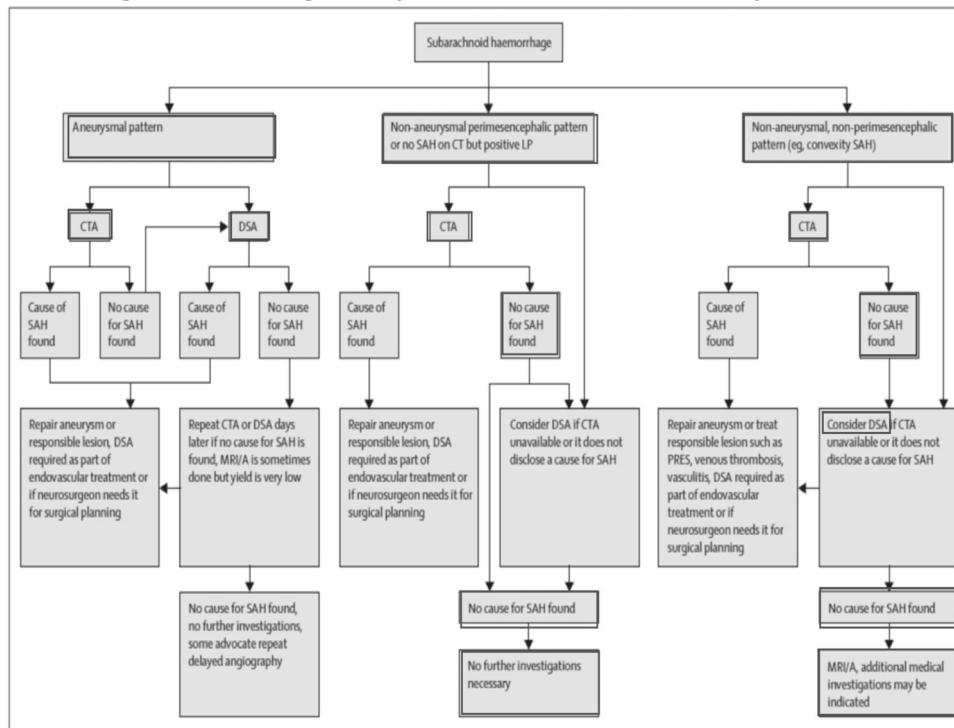 Subarachnoid haemorrhage
Aneurysmal pattern
Non-aneurysmal perimesencephalic pattern
or no SAH on CT but positive LP
Non-aneurysmal, non-perimesencephalic
pattern (eg, convexity SAH)
CTA
DSA
CTA
CTA
Cause of
SAH
found
No cause
for SAH
found
Cause of
SAH
found
No cause
for SAH
found
Cause of
SAH
found
No cause
for SAH
found
Cause of
SAH
found
No cause
for SAH
found
Repair aneurysm or
responsible lesion, DSA
required as part of
endovascular treatment or
if neurosurgeon needs it
for surgical planning
Repeat CTA or DSA days
later if no cause for SAH is
found, MRI/A is sometimes
done but yield is very low
Repair aneurysm or
responsible lesion, DSA
required as part of
endovascular treatment or
if neurosurgeon needs it for
surgical planning
Consider DSA if CTA
unavailable or it does not
disclose a cause for SAH
Repair aneurysm or treat
responsible lesion such as
PRES, venous thrombosis,
vasculitis, DSA required as
part of endovascular
treatment or if
neurosurgeon needs it for
surgical planning
Consider DSA if CTA
unavailable or it does not
disclose a cause for SAH
No cause for SAH found,
no further investigations,
some advocate repeat
delayed angiography
No cause for SAH found
No cause for SAH found
No further investigations
necessary
MRI/A, additional medical
investigations may be
indicated